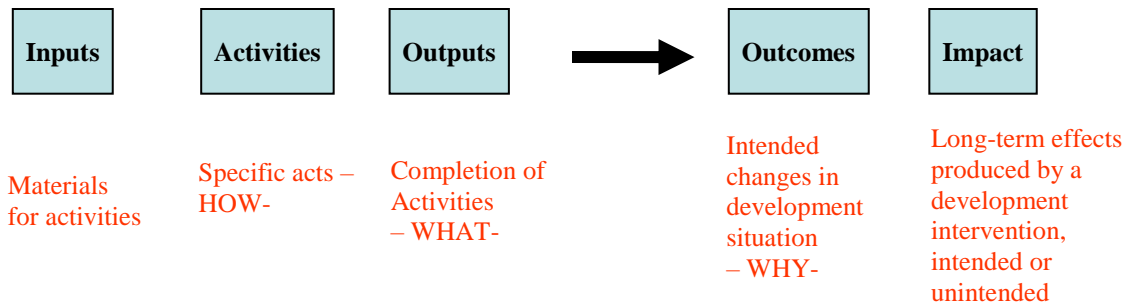 Inputs
Activities
Outputs
Outcomes
Impact
Materials
for activities
Specific acts –
HOW-
Completion of
Activities
– WHAT-
Intended
changes in
development
situation
– WHY-
Long-term effects
produced by a
development
intervention,
intended or
unintended